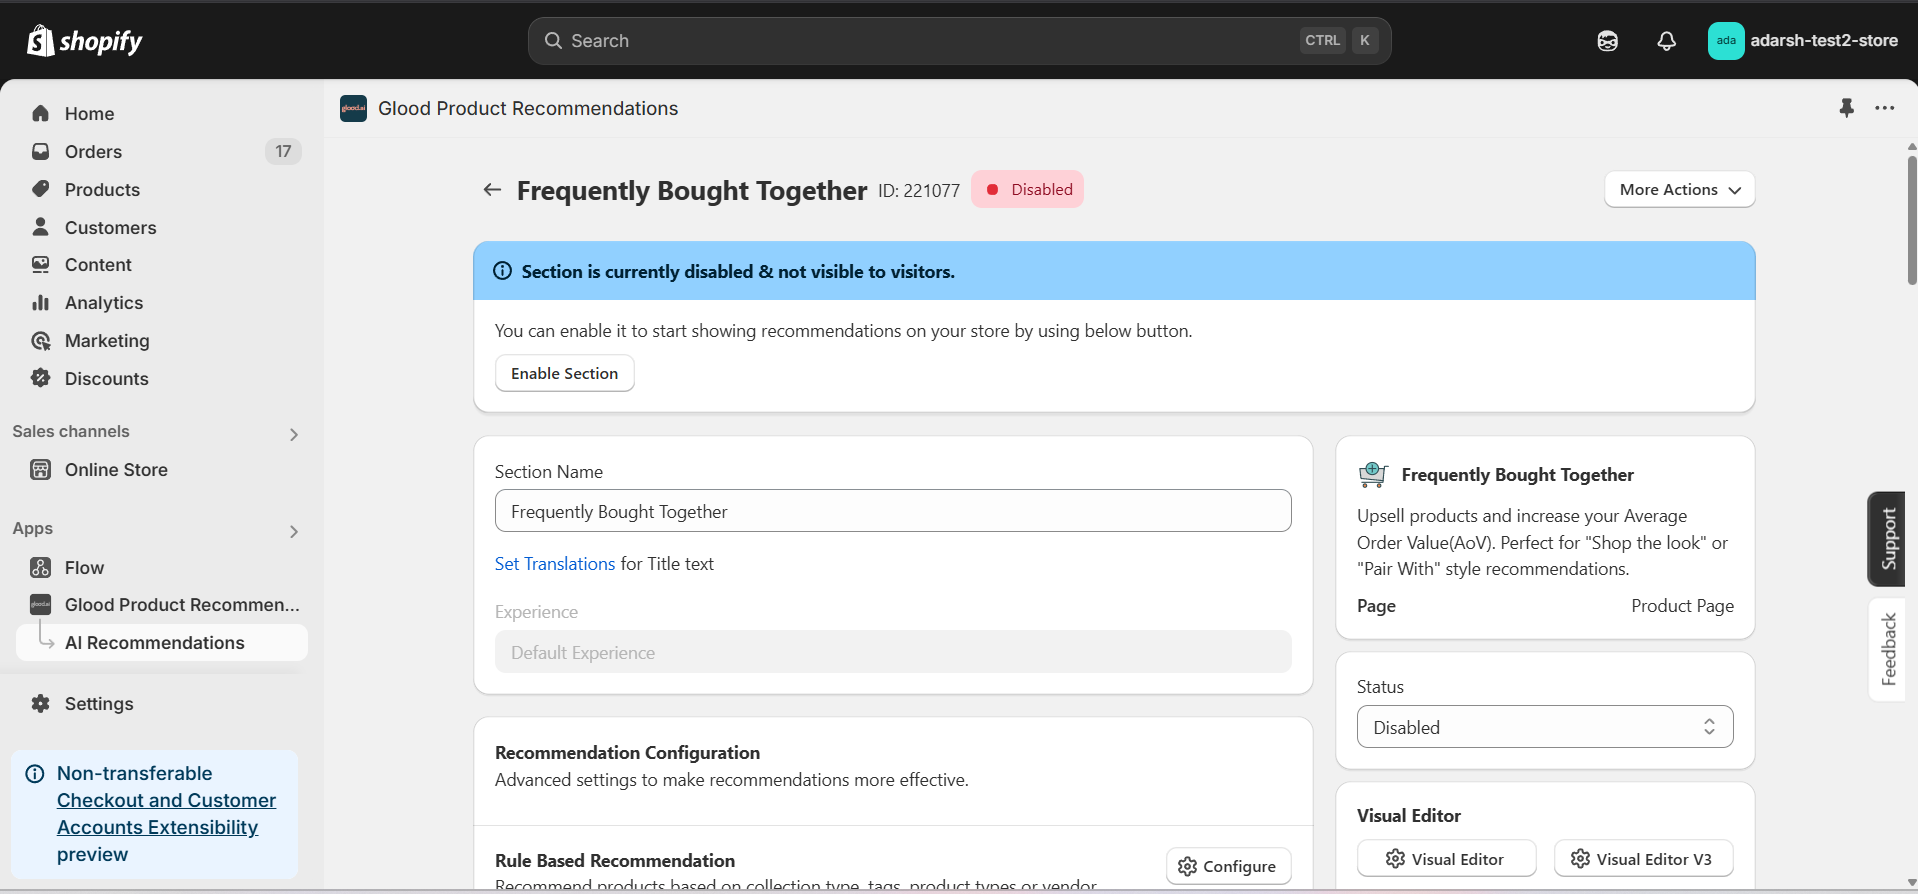 shopify
Search
CTRL K
ada
adarsh-test2-store
Home
Orders 17
Products
Customers
Content
Analytics
Marketing
Discounts
Sales channels
Online Store
Apps
Flow
Glood Product Recommen...
AI Recommendations
Settings
Non-transferable
Checkout and Customer
Accounts Extensibility
preview
glood.ai
Glood Product Recommendations
Frequently Bought Together ID: 221077 Disabled
More Actions
Section is currently disabled & not visible to visitors.
You can enable it to start showing recommendations on your store by using below button.
Enable Section
Section Name
Frequently Bought Together
Set Translations for Title text
Experience
Default Experience
Recommendation Configuration
Advanced settings to make recommendations more effective.
Rule Based Recommendation
Configure
Recommend products based on collection type, tags, product types or vendor
Frequently Bought Together
Upsell products and increase your Average
Order Value(AoV). Perfect for "Shop the look" or
"Pair With" style recommendations.
Page Product Page
Status
Disabled
Visual Editor
Visual Editor
Visual Editor V3
Support
Feedback